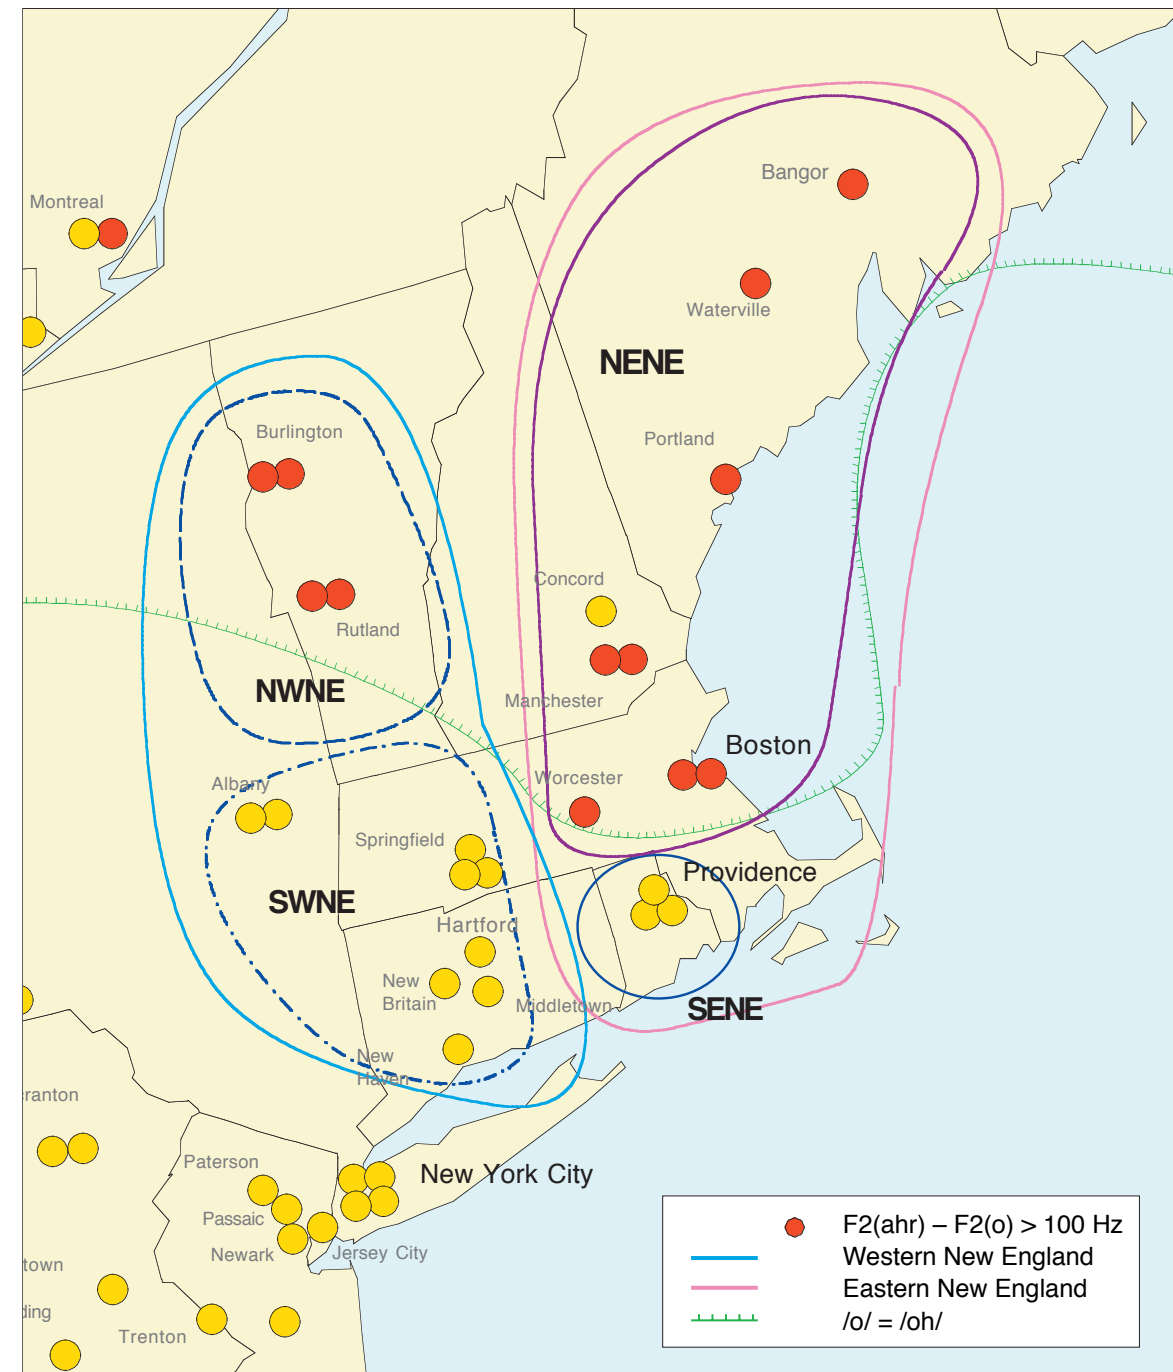 Bangor
Montreal
Waterville
NENE
Burlington
Portland
Concord
Rutland
NWNE
Manchester
Boston
Worcester
Albany
Springfield
Providence
SWNE
Hartford
New
Britain
Middletown
SENE
New
Haven
cranton
Paterson
New York City
Passaic
Newark
Jersey City
town
ding
Trenton
F2(ahr) – F2(o) > 100 Hz
Western New England
Eastern New England
/o/ = /oh/